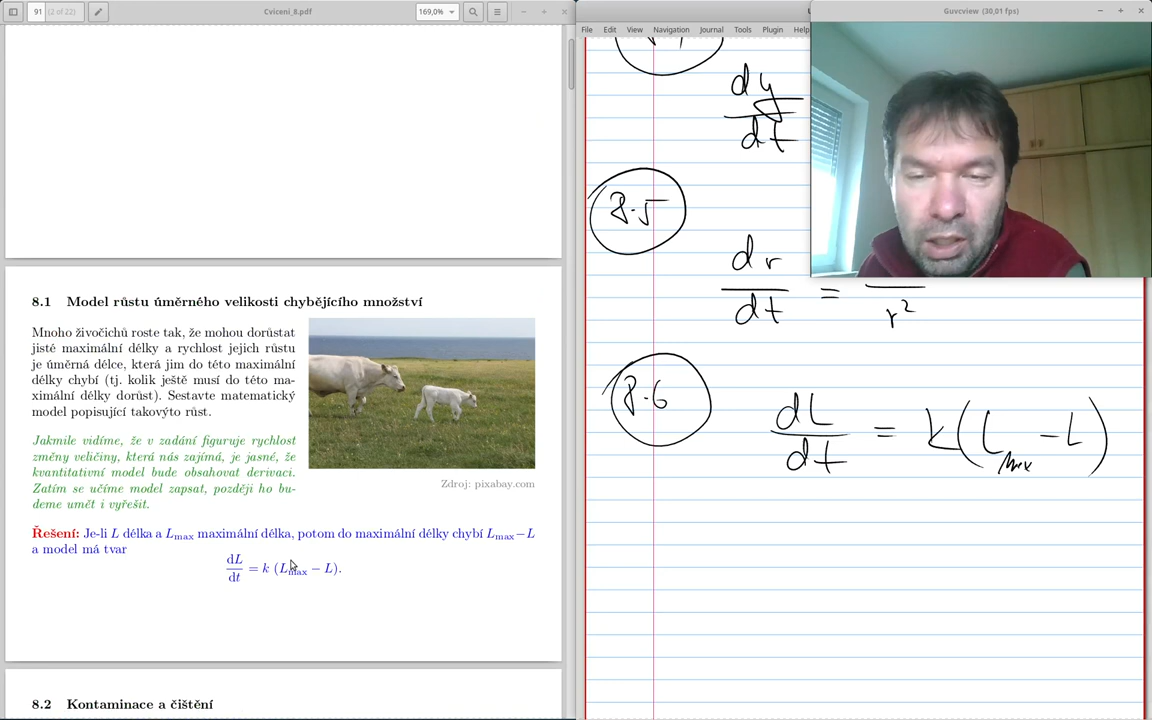 91 (2 of 22)
Cviceni_8.pdf
169,0%
8.1 Model růstu úměrného velikosti chybějícího množství
Mnoho živočichů roste tak, že mohou dorůstat
jisté maximální délky a rychlost jejich růstu
je úměrná délce, která jim do této maximální
délky chybí (tj. kolik ještě musí do této ma-
ximální délky dorůst). Sestavte matematický
model popisující takovýto růst.
Jakmile vidíme, že v zadání figuruje rychlost
změny veličiny, která nás zajímá, je jasné, že
kvantitativní model bude obsahovat derivaci.
Zatím se učíme model zapsat, později ho bu-
deme umět i vyřešit.
Zdroj: pixabay.com
Řešení: Je-li L délka a Lmax maximální délka, potom do maximální délky chybí Lmax−L
a model má tvar
dL/dt = k (Lmax − L).
8.2 Kontaminace a čištění
File Edit View Navigation Journal Tools Plugin Help
Guvcview (30,01 fps)
dy/dt
8.5
dr/dt =
r²
8.6
dL/dt = k(Lmax − L)